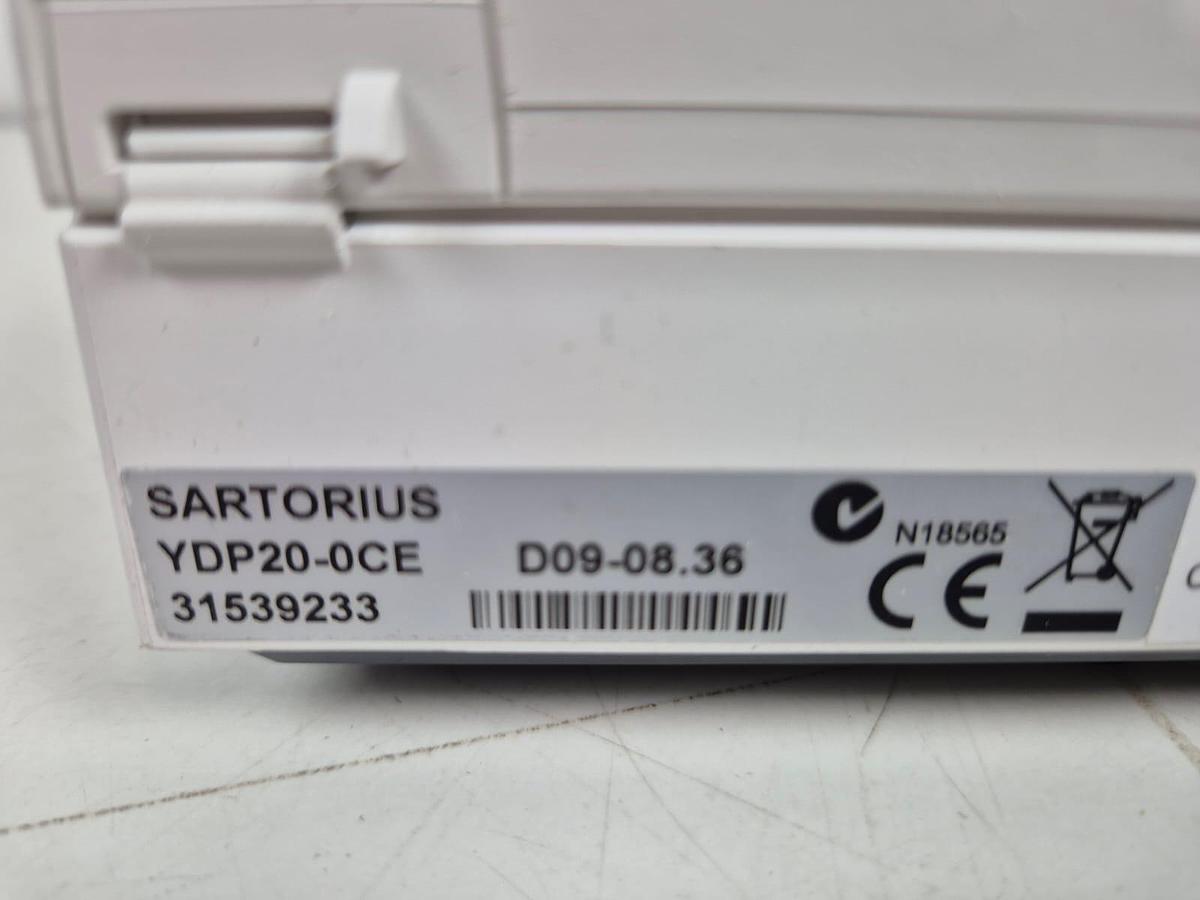 SARTORIUS
YDP20-0CE
D09-08.36
31539233
N18565
CE